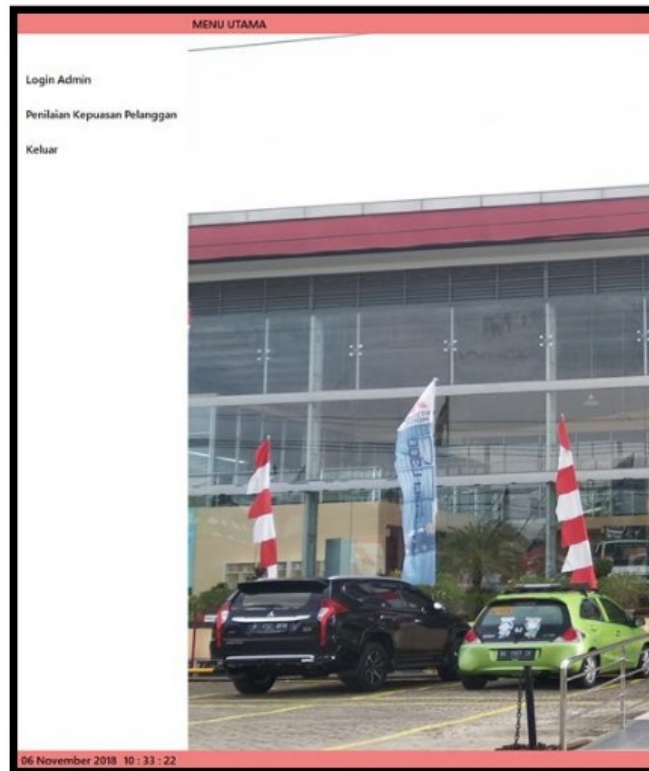 MENU UTAMA
Login Admin
Penilaian Kepuasan Pelanggan
Keluar
06 November 2018 10 : 33 : 22